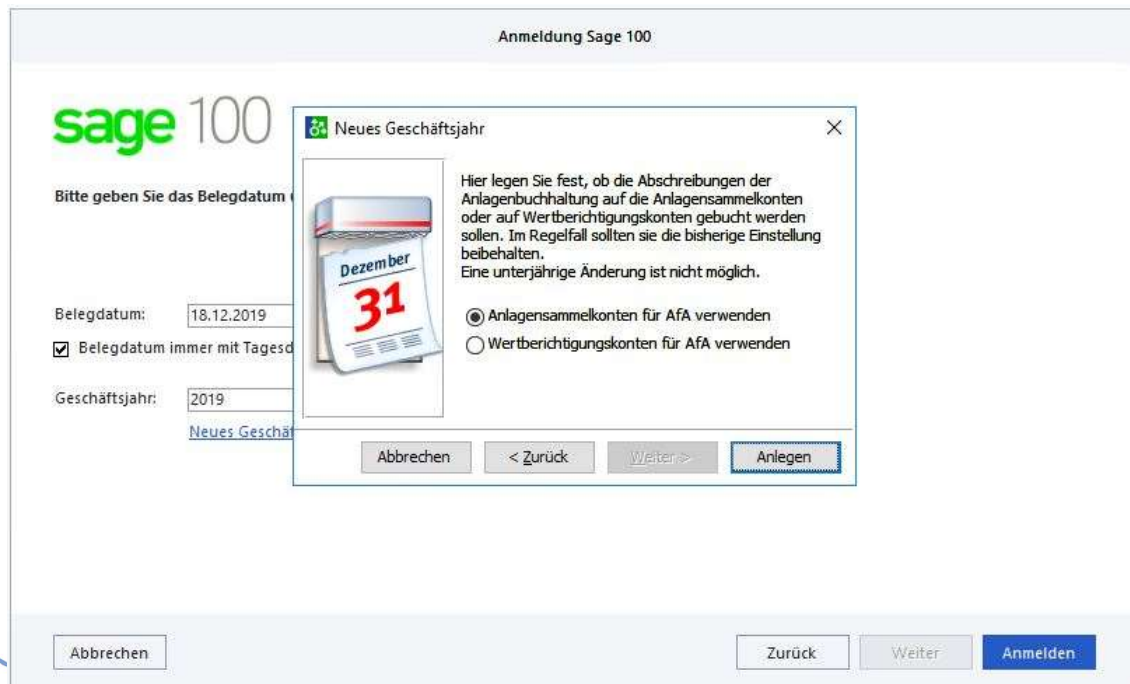 Anmeldung Sage 100
sage 100
Bitte geben Sie das Belegdatum
Belegdatum:
18.12.2019
Belegdatum immer mit Tagesd
Geschäftsjahr:
2019
Neues Geschäf
Neues Geschäftsjahr
Dezember
31
Hier legen Sie fest, ob die Abschreibungen der
Anlagenbuchhaltung auf die Anlagensammelkonten
oder auf Wertberichtigungskonten gebucht werden
sollen. Im Regelfall sollten sie die bisherige Einstellung
beibehalten.
Eine unterjährige Änderung ist nicht möglich.
Anlagensammelkonten für AfA verwenden
Wertberichtigungskonten für AfA verwenden
Abbrechen
< Zurück
Weiter >
Anlegen
Abbrechen
Zurück
Weiter
Anmelden